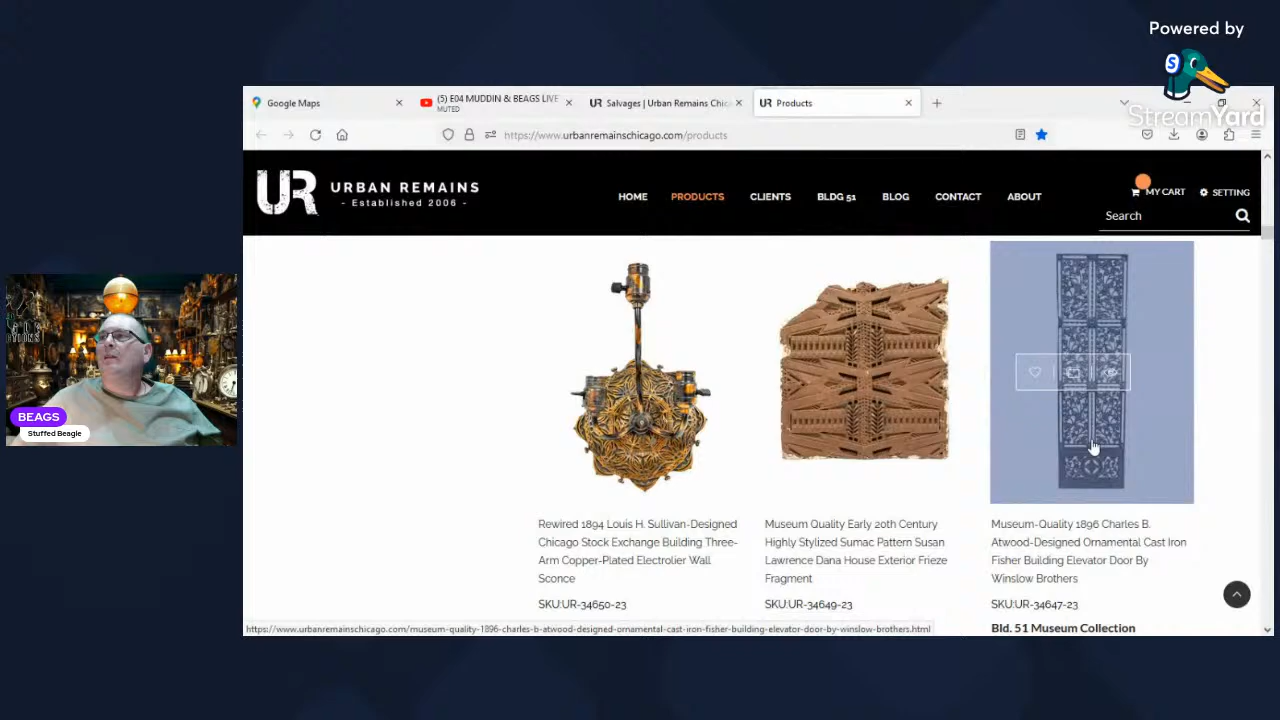 Powered by
S
StreamYard
Google Maps
(5) E04 MUDDIN & BEAGS LIVE
MUTED
UR Salvages | Urban Remains Chic
UR Products
https://www.urbanremainschicago.com/products
UR URBAN REMAINS
- Established 2006 -
HOME PRODUCTS CLIENTS BLDG 51 BLOG CONTACT ABOUT
MY CART SETTING
Search
BEAGS
Stuffed Beagle
Rewired 1894 Louis H. Sullivan-Designed
Chicago Stock Exchange Building Three-
Arm Copper-Plated Electrolier Wall
Sconce
SKU:UR-34650-23
Museum Quality Early 20th Century
Highly Stylized Sumac Pattern Susan
Lawrence Dana House Exterior Frieze
Fragment
SKU:UR-34649-23
Museum-Quality 1896 Charles B.
Atwood-Designed Ornamental Cast Iron
Fisher Building Elevator Door By
Winslow Brothers
SKU:UR-34647-23
Bld. 51 Museum Collection
https://www.urbanremainschicago.com/museum-quality-1896-charles-b-atwood-designed-ornamental-cast-iron-fisher-building-elevator-door-by-winslow-brothers.html